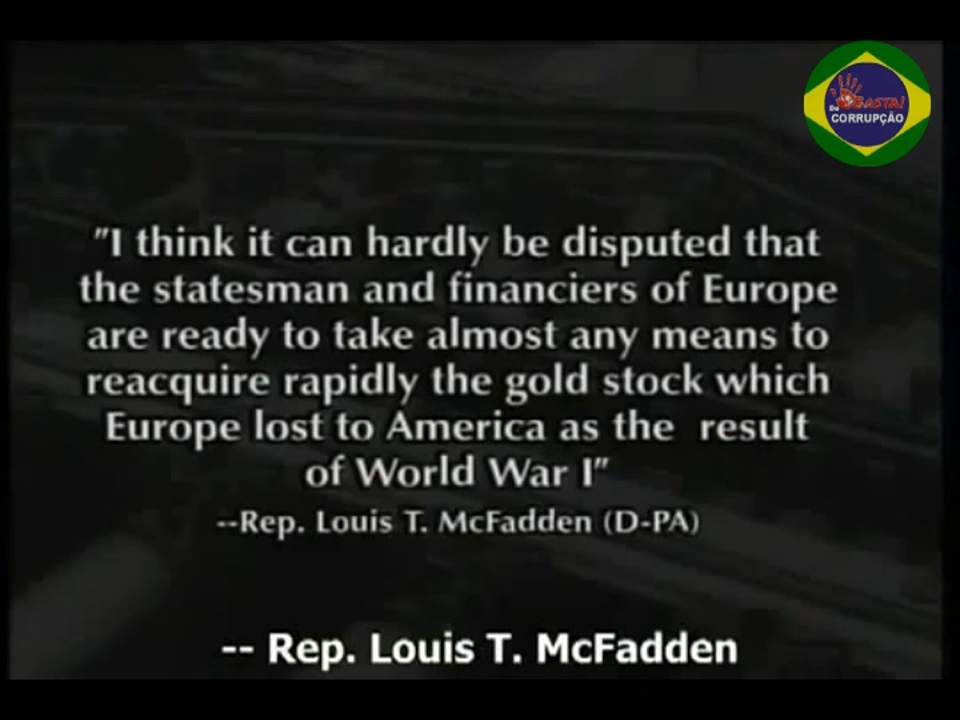 Du BASTA!
CORRUPÇÃO
"I think it can hardly be disputed that
the statesman and financiers of Europe
are ready to take almost any means to
reacquire rapidly the gold stock which
Europe lost to America as the result
of World War I"
--Rep. Louis T. McFadden (D-PA)
-- Rep. Louis T. McFadden